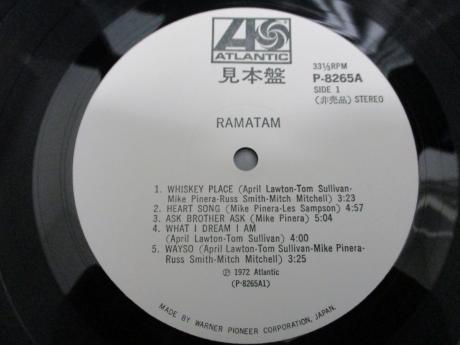 ATLANTIC
見本盤
33⅓RPM
P-8265A
SIDE 1
(非売品) STEREO
RAMATAM
1. WHISKEY PLACE (April Lawton-Tom Sullivan-
Mike Pinera-Russ Smith-Mitch Mitchell) 3:23
2. HEART SONG (Mike Pinera-Les Sampson) 4:57
3. ASK BROTHER ASK (Mike Pinera) 5:04
4. WHAT I DREAM I AM
(April Lawton-Tom Sullivan) 4:00
5. WAYSO (April Lawton-Tom Sullivan-Mike Pinera-
Russ Smith-Mitch Mitchell) 3:25
℗ 1972 Atlantic
(P-8265A1)
MADE BY WARNER PIONEER CORPORATION, JAPAN.